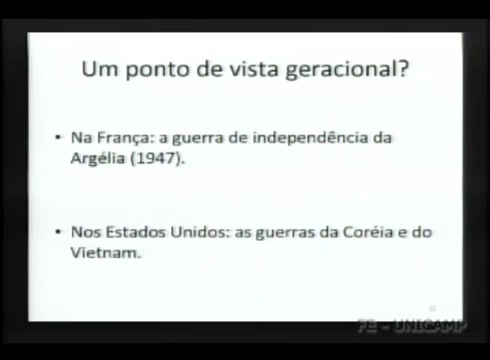 Um ponto de vista geracional?
• Na França: a guerra de independência da
Argélia (1947).
• Nos Estados Unidos: as guerras da Coréia e do
Vietnam.
FE - UNICAMP